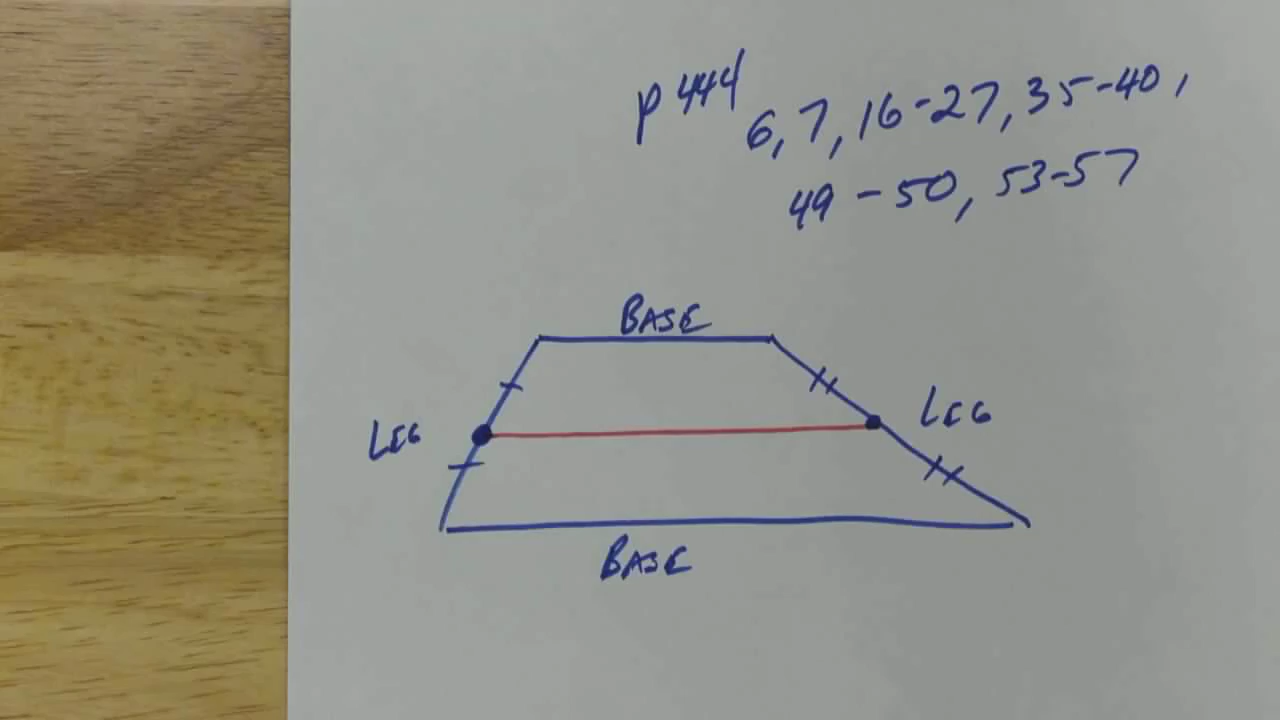 p 444
6, 7, 16-27, 35-40,
49-50, 53-57
BASE
LEG
LEG
BASE